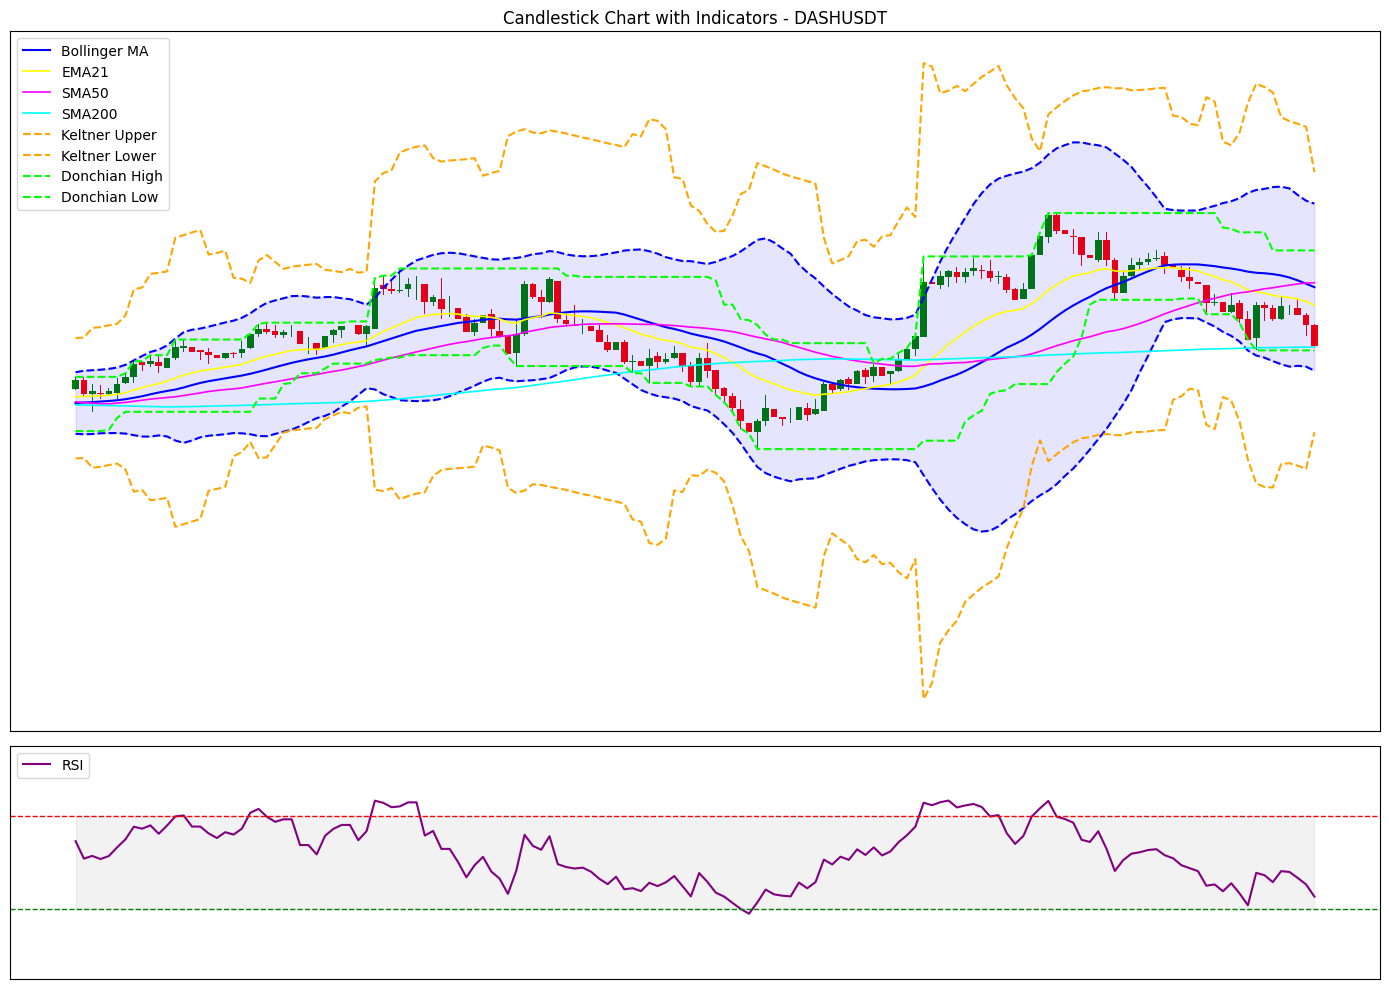 Candlestick Chart with Indicators - DASHUSDT
Bollinger MA
EMA21
SMA50
SMA200
Keltner Upper
Keltner Lower
Donchian High
Donchian Low
RSI